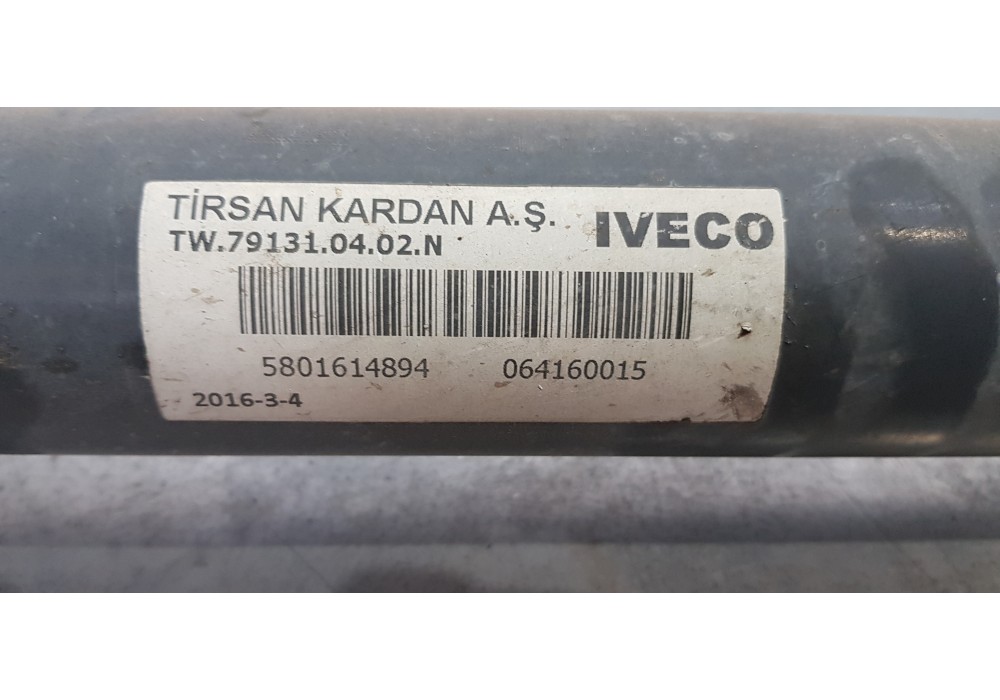 TİRSAN KARDAN A.Ş. IVECO
TW.79131.04.02.N
5801614894 064160015
2016-3-4